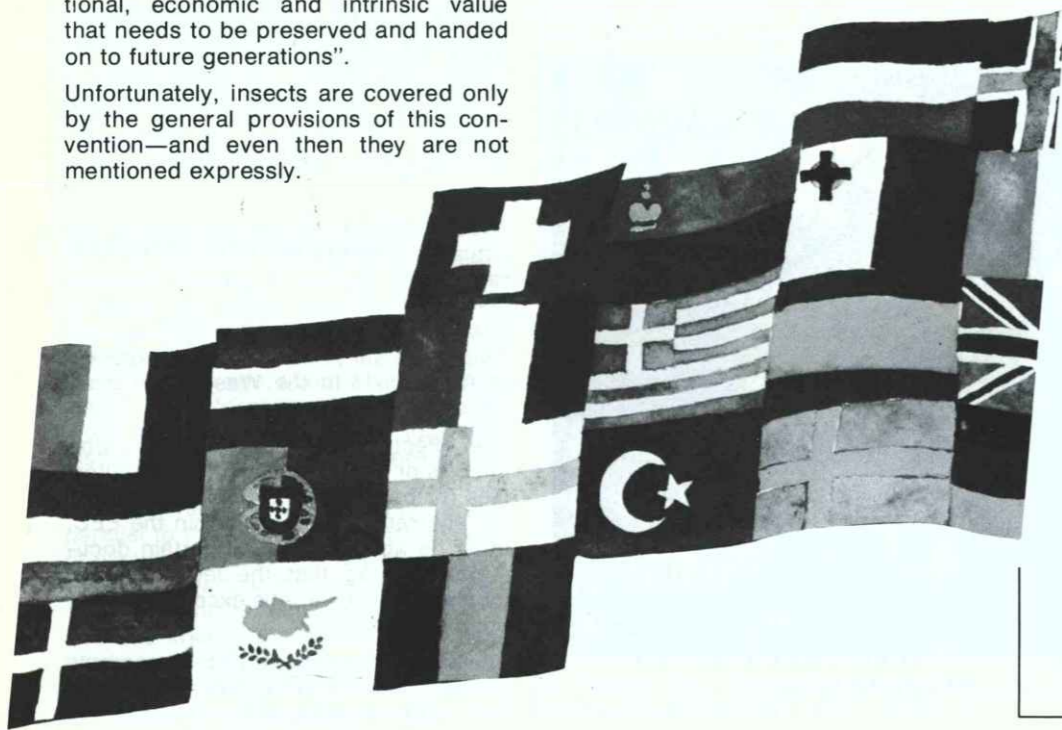 tional, economic and intrinsic value
that needs to be preserved and handed
on to future generations”.
Unfortunately, insects are covered only
by the general provisions of this con-
vention—and even then they are not
mentioned expressly.